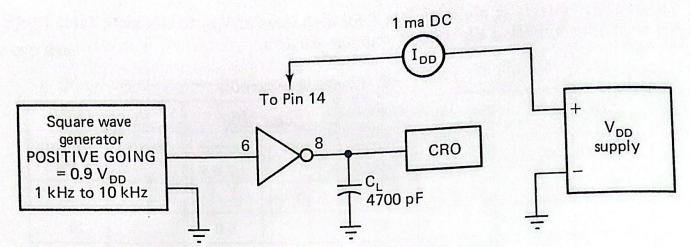 1 ma DC
I_DD
To Pin 14
Square wave
generator
POSITIVE GOING
= 0.9 V_DD
1 kHz to 10 kHz
6
8
CRO
C_L
4700 pF
+
V_DD
supply
−